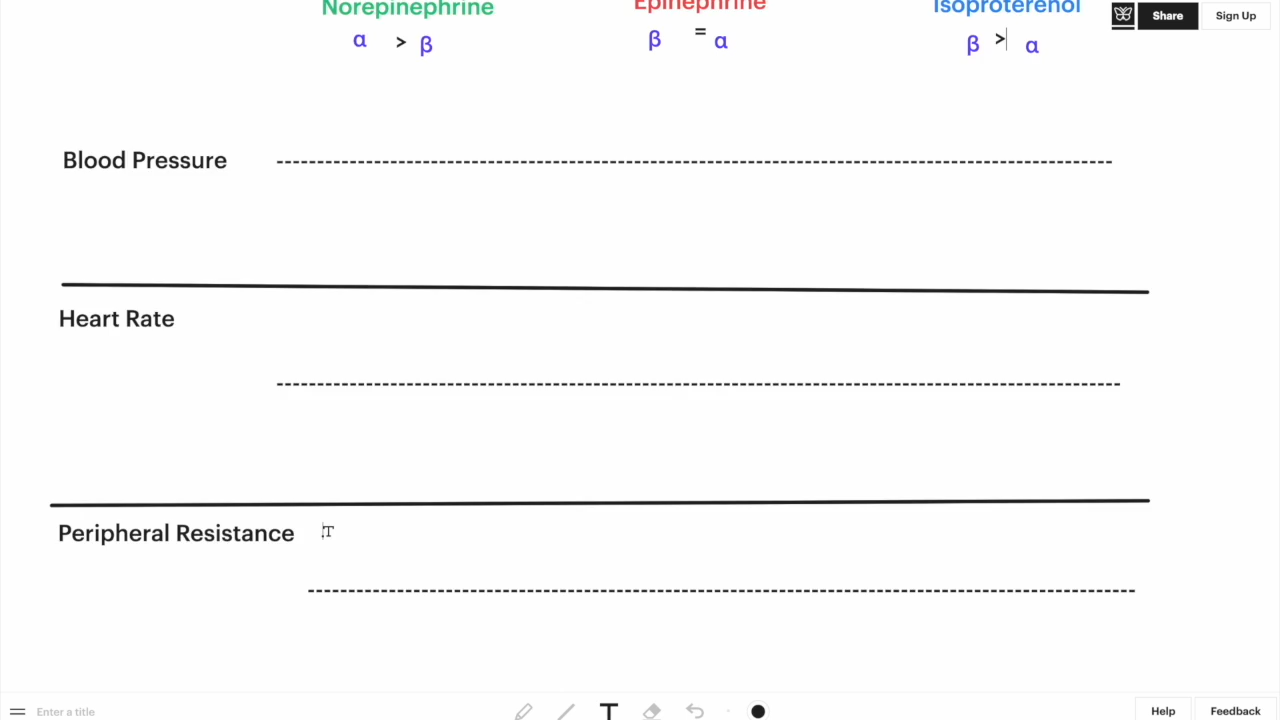 Norepinephrine Epinephrine Isoproterenol
Share Sign Up
α > β β = α β > α
Blood Pressure
Heart Rate
Peripheral Resistance
Enter a title T Help Feedback